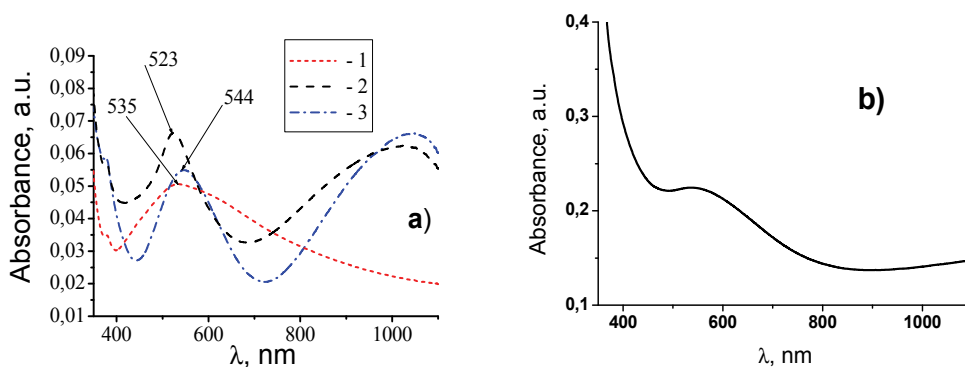 0,09
0,08
0,07
0,06
0,05
0,04
0,03
0,02
0,01
Absorbance, a.u.
523
535
544
- 1
- 2
- 3
a)
400 600 800 1000
λ, nm
0,4
0,3
0,2
0,1
Absorbance, a.u.
b)
400 600 800 1000
λ, nm